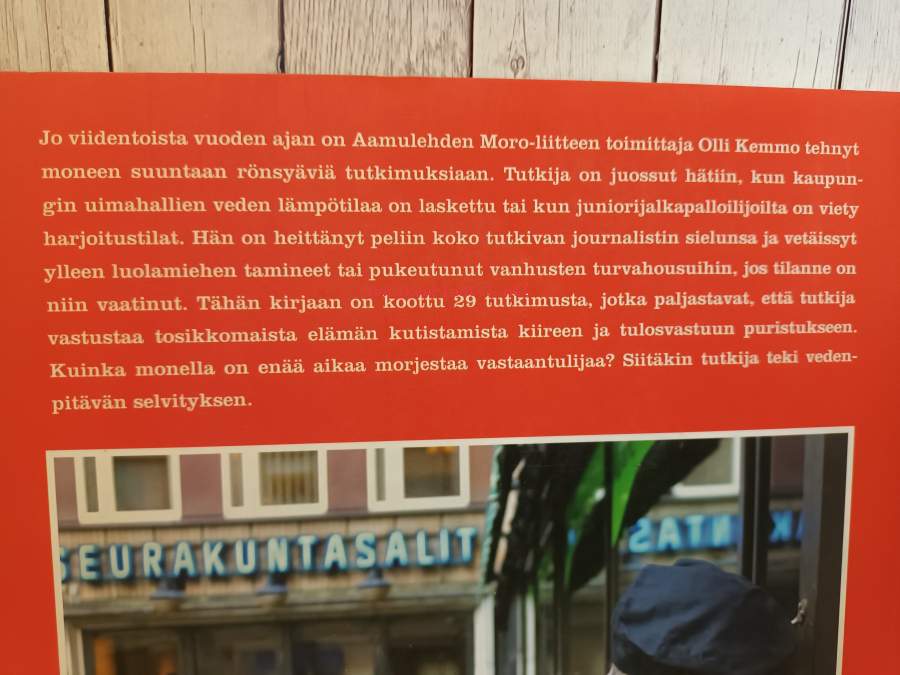 Jo viidentoista vuoden ajan on Aamulehden Moro-liitteen toimittaja Olli Kemmo tehnyt
moneen suuntaan rönsyäviä tutkimuksiaan. Tutkija on juossut hätiin, kun kaupun-
gin uimahallien veden lämpötilaa on laskettu tai kun juniorijalkapalloilijoilta on viety
harjoitustilat. Hän on heittänyt peliin koko tutkivan journalistin sielunsa ja vetäissyt
ylleen luolamiehen tamineet tai pukeutunut vanhusten turvahousuihin, jos tilanne on
niin vaatinut. Tähän kirjaan on koottu 29 tutkimusta, jotka paljastavat, että tutkija
vastustaa tosikkomaista elämän kutistamista kiireen ja tulosvastuun puristukseen.
Kuinka monella on enää aikaa morjestaa vastaantulijaa? Siitäkin tutkija teki veden-
pitävän selvityksen.
SEURAKUNTASALIT